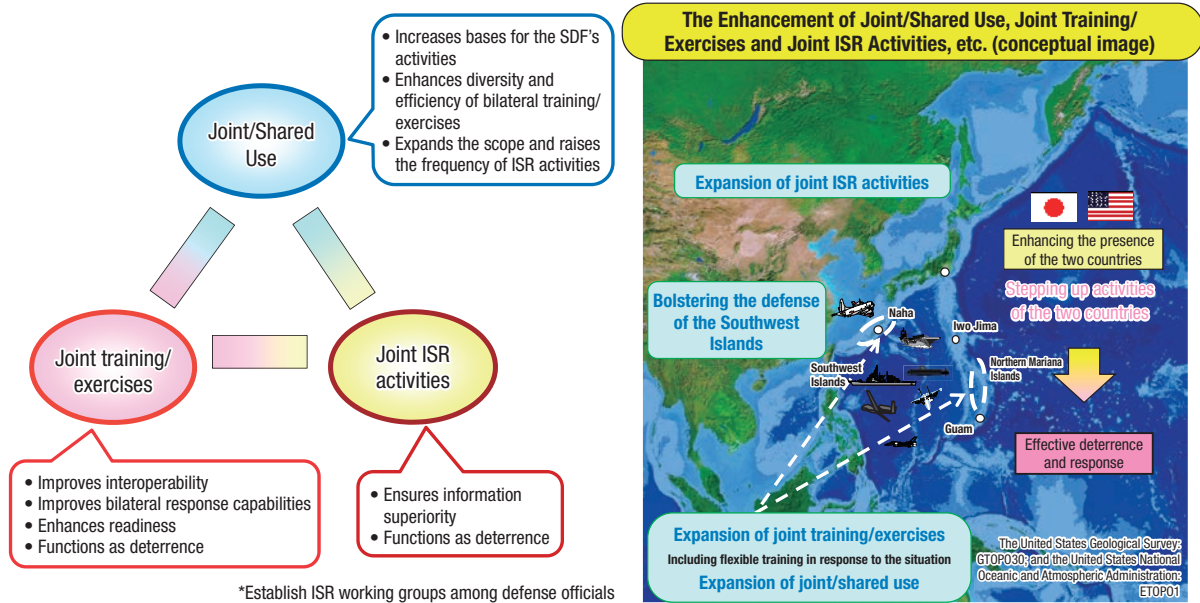 • Increases bases for the SDF's
activities
• Enhances diversity and
efficiency of bilateral training/
exercises
• Expands the scope and raises
the frequency of ISR activities
Joint/Shared
Use
Joint training/
exercises
Joint ISR
activities
• Improves interoperability
• Improves bilateral response capabilities
• Enhances readiness
• Functions as deterrence
• Ensures information
superiority
• Functions as deterrence
*Establish ISR working groups among defense officials
The Enhancement of Joint/Shared Use, Joint Training/
Exercises and Joint ISR Activities, etc. (conceptual image)
Expansion of joint ISR activities
Enhancing the presence
of the two countries
Stepping up activities
of the two countries
Bolstering the defense
of the Southwest
Islands
Naha
Iwo Jima
Southwest
Islands
Northern Mariana
Islands
Guam
Effective deterrence
and response
Expansion of joint training/exercises
Including flexible training in response to the situation
Expansion of joint/shared use
The United States Geological Survey:
GTOPO30; and the United States National
Oceanic and Atmospheric Administration:
ETOPO1